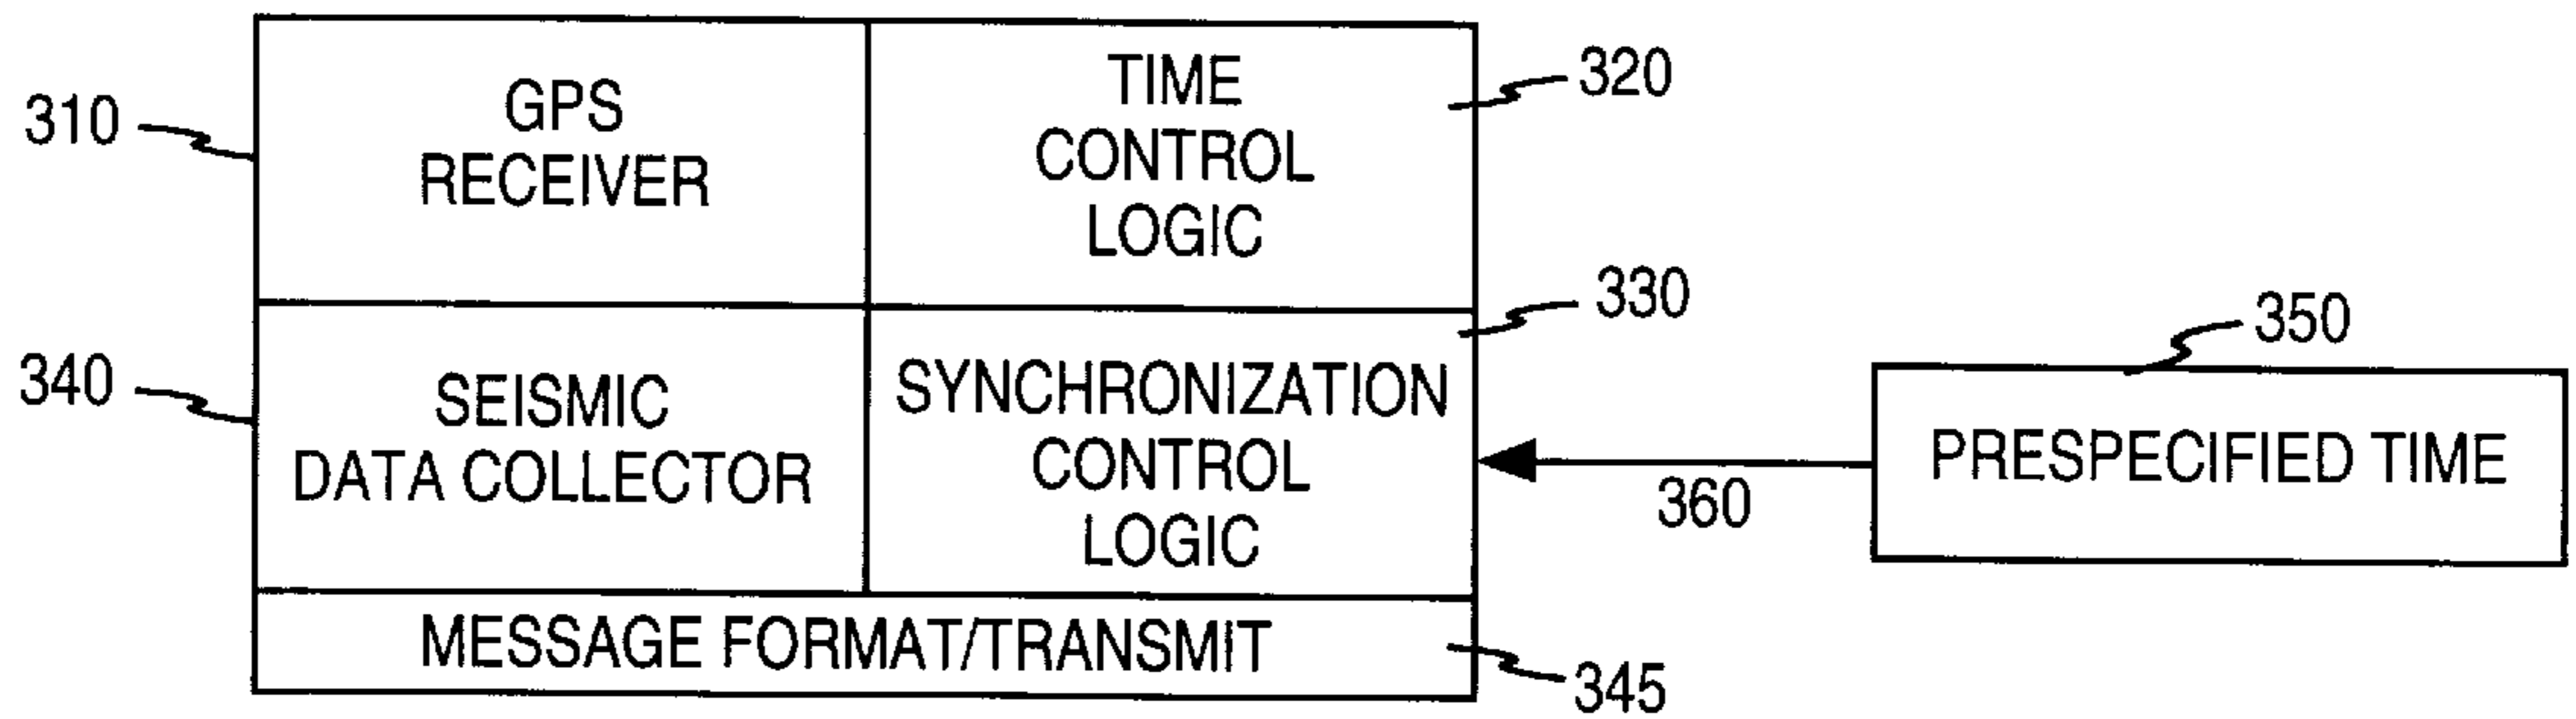 310
GPS
RECEIVER
TIME
CONTROL
LOGIC
320
340
SEISMIC
DATA COLLECTOR
SYNCHRONIZATION
CONTROL
LOGIC
330
360
350
PRESPECIFIED TIME
MESSAGE FORMAT/TRANSMIT
345